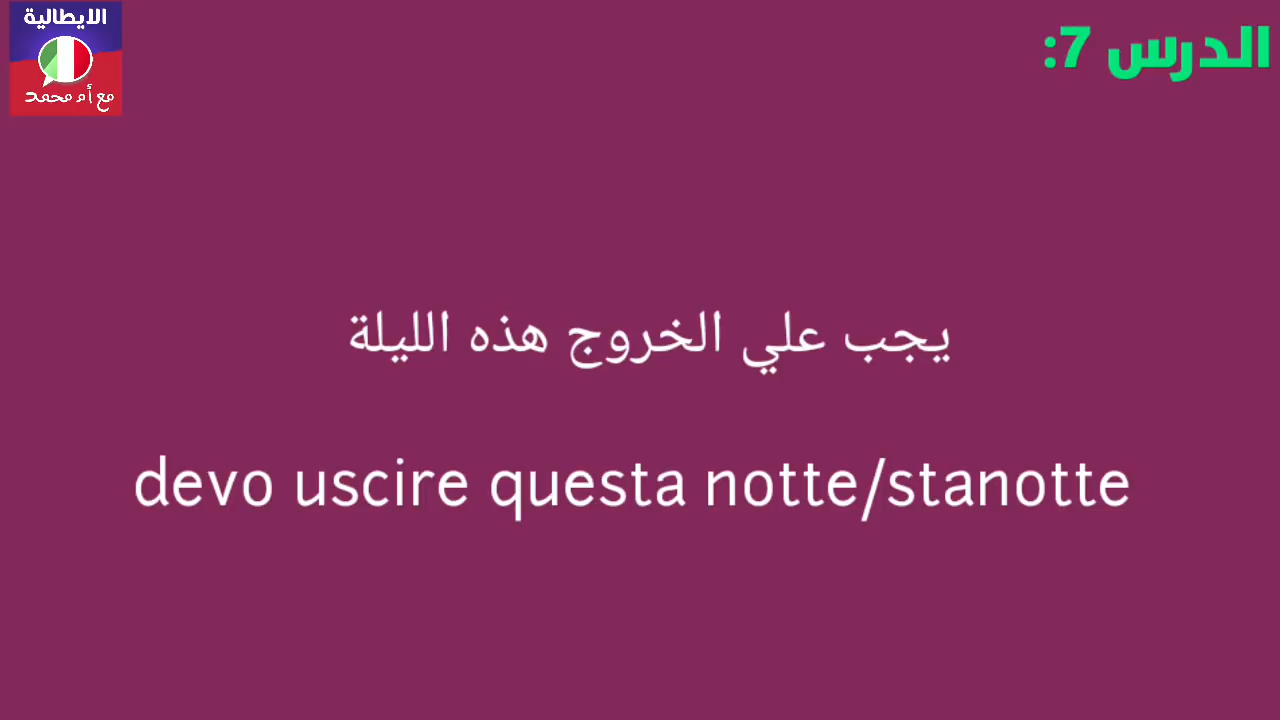 الايطالية
مع أم محمد
الدرس 7:
يجب علي الخروج هذه الليلة
devo uscire questa notte/stanotte